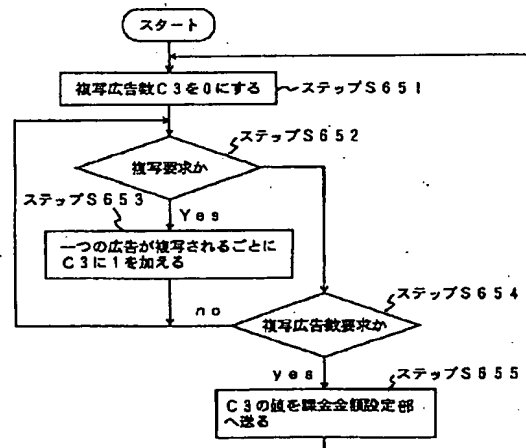 スタート
複写広告数C3を0にする
ステップS651
ステップS652
複写要求か
ステップS653
Yes
一つの広告が複写されるごとに
C3に1を加える
no
ステップS654
複写広告数要求か
yes
ステップS655
C3の値を課金金額設定部
へ送る